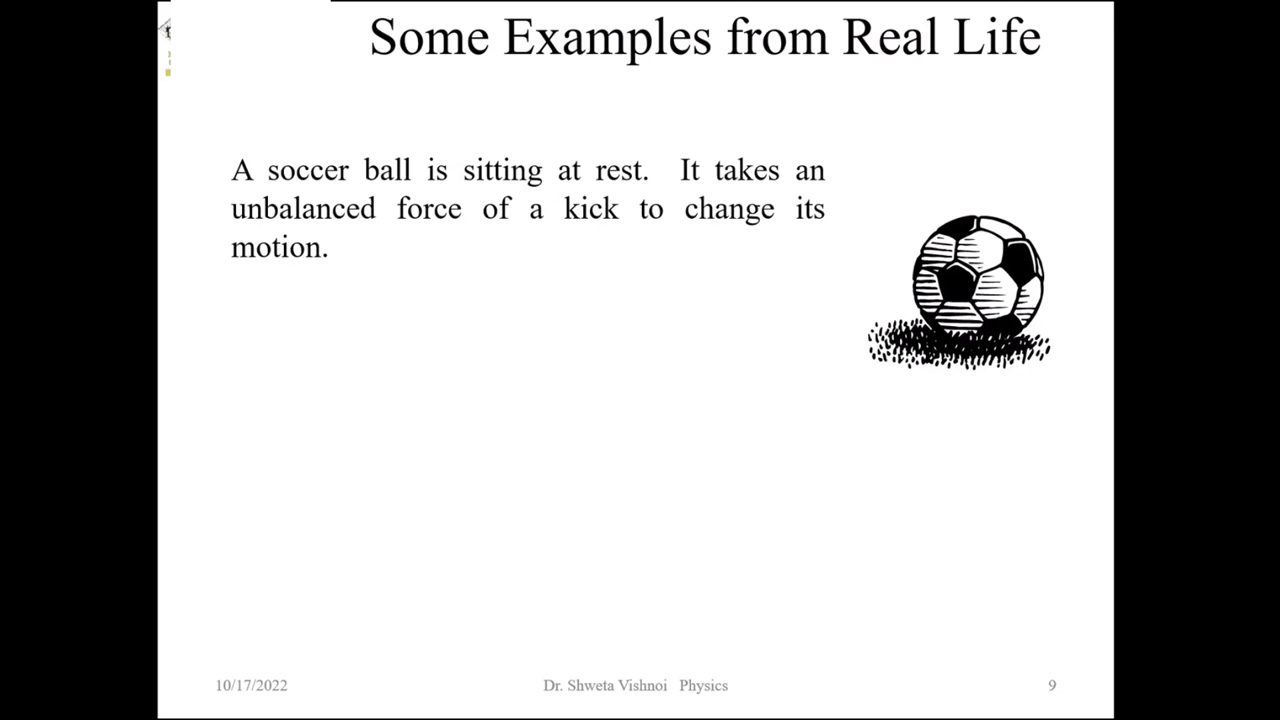 Some Examples from Real Life
A soccer ball is sitting at rest. It takes an
unbalanced force of a kick to change its
motion.
10/17/2022
Dr. Shweta Vishnoi Physics
9